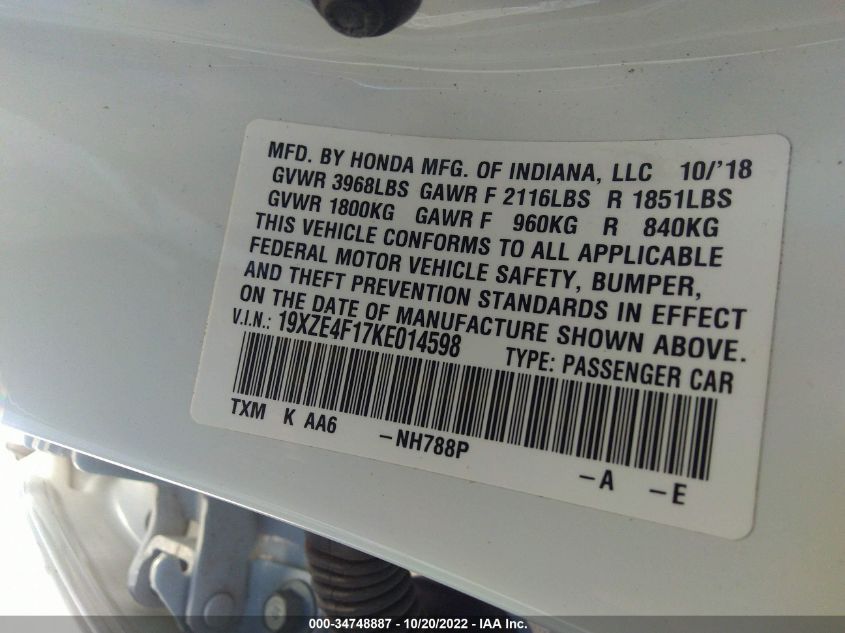 MFD. BY HONDA MFG. OF INDIANA, LLC 10/'18
GVWR 3968LBS GAWR F 2116LBS R 1851LBS
GVWR 1800KG GAWR F 960KG R 840KG
THIS VEHICLE CONFORMS TO ALL APPLICABLE
FEDERAL MOTOR VEHICLE SAFETY, BUMPER,
AND THEFT PREVENTION STANDARDS IN EFFECT
ON THE DATE OF MANUFACTURE SHOWN ABOVE.
V.I.N.: 19XZE4F17KE014598 TYPE: PASSENGER CAR
TXM K AA6 -NH788P -A -E
000-34748887 - 10/20/2022 - IAA Inc.